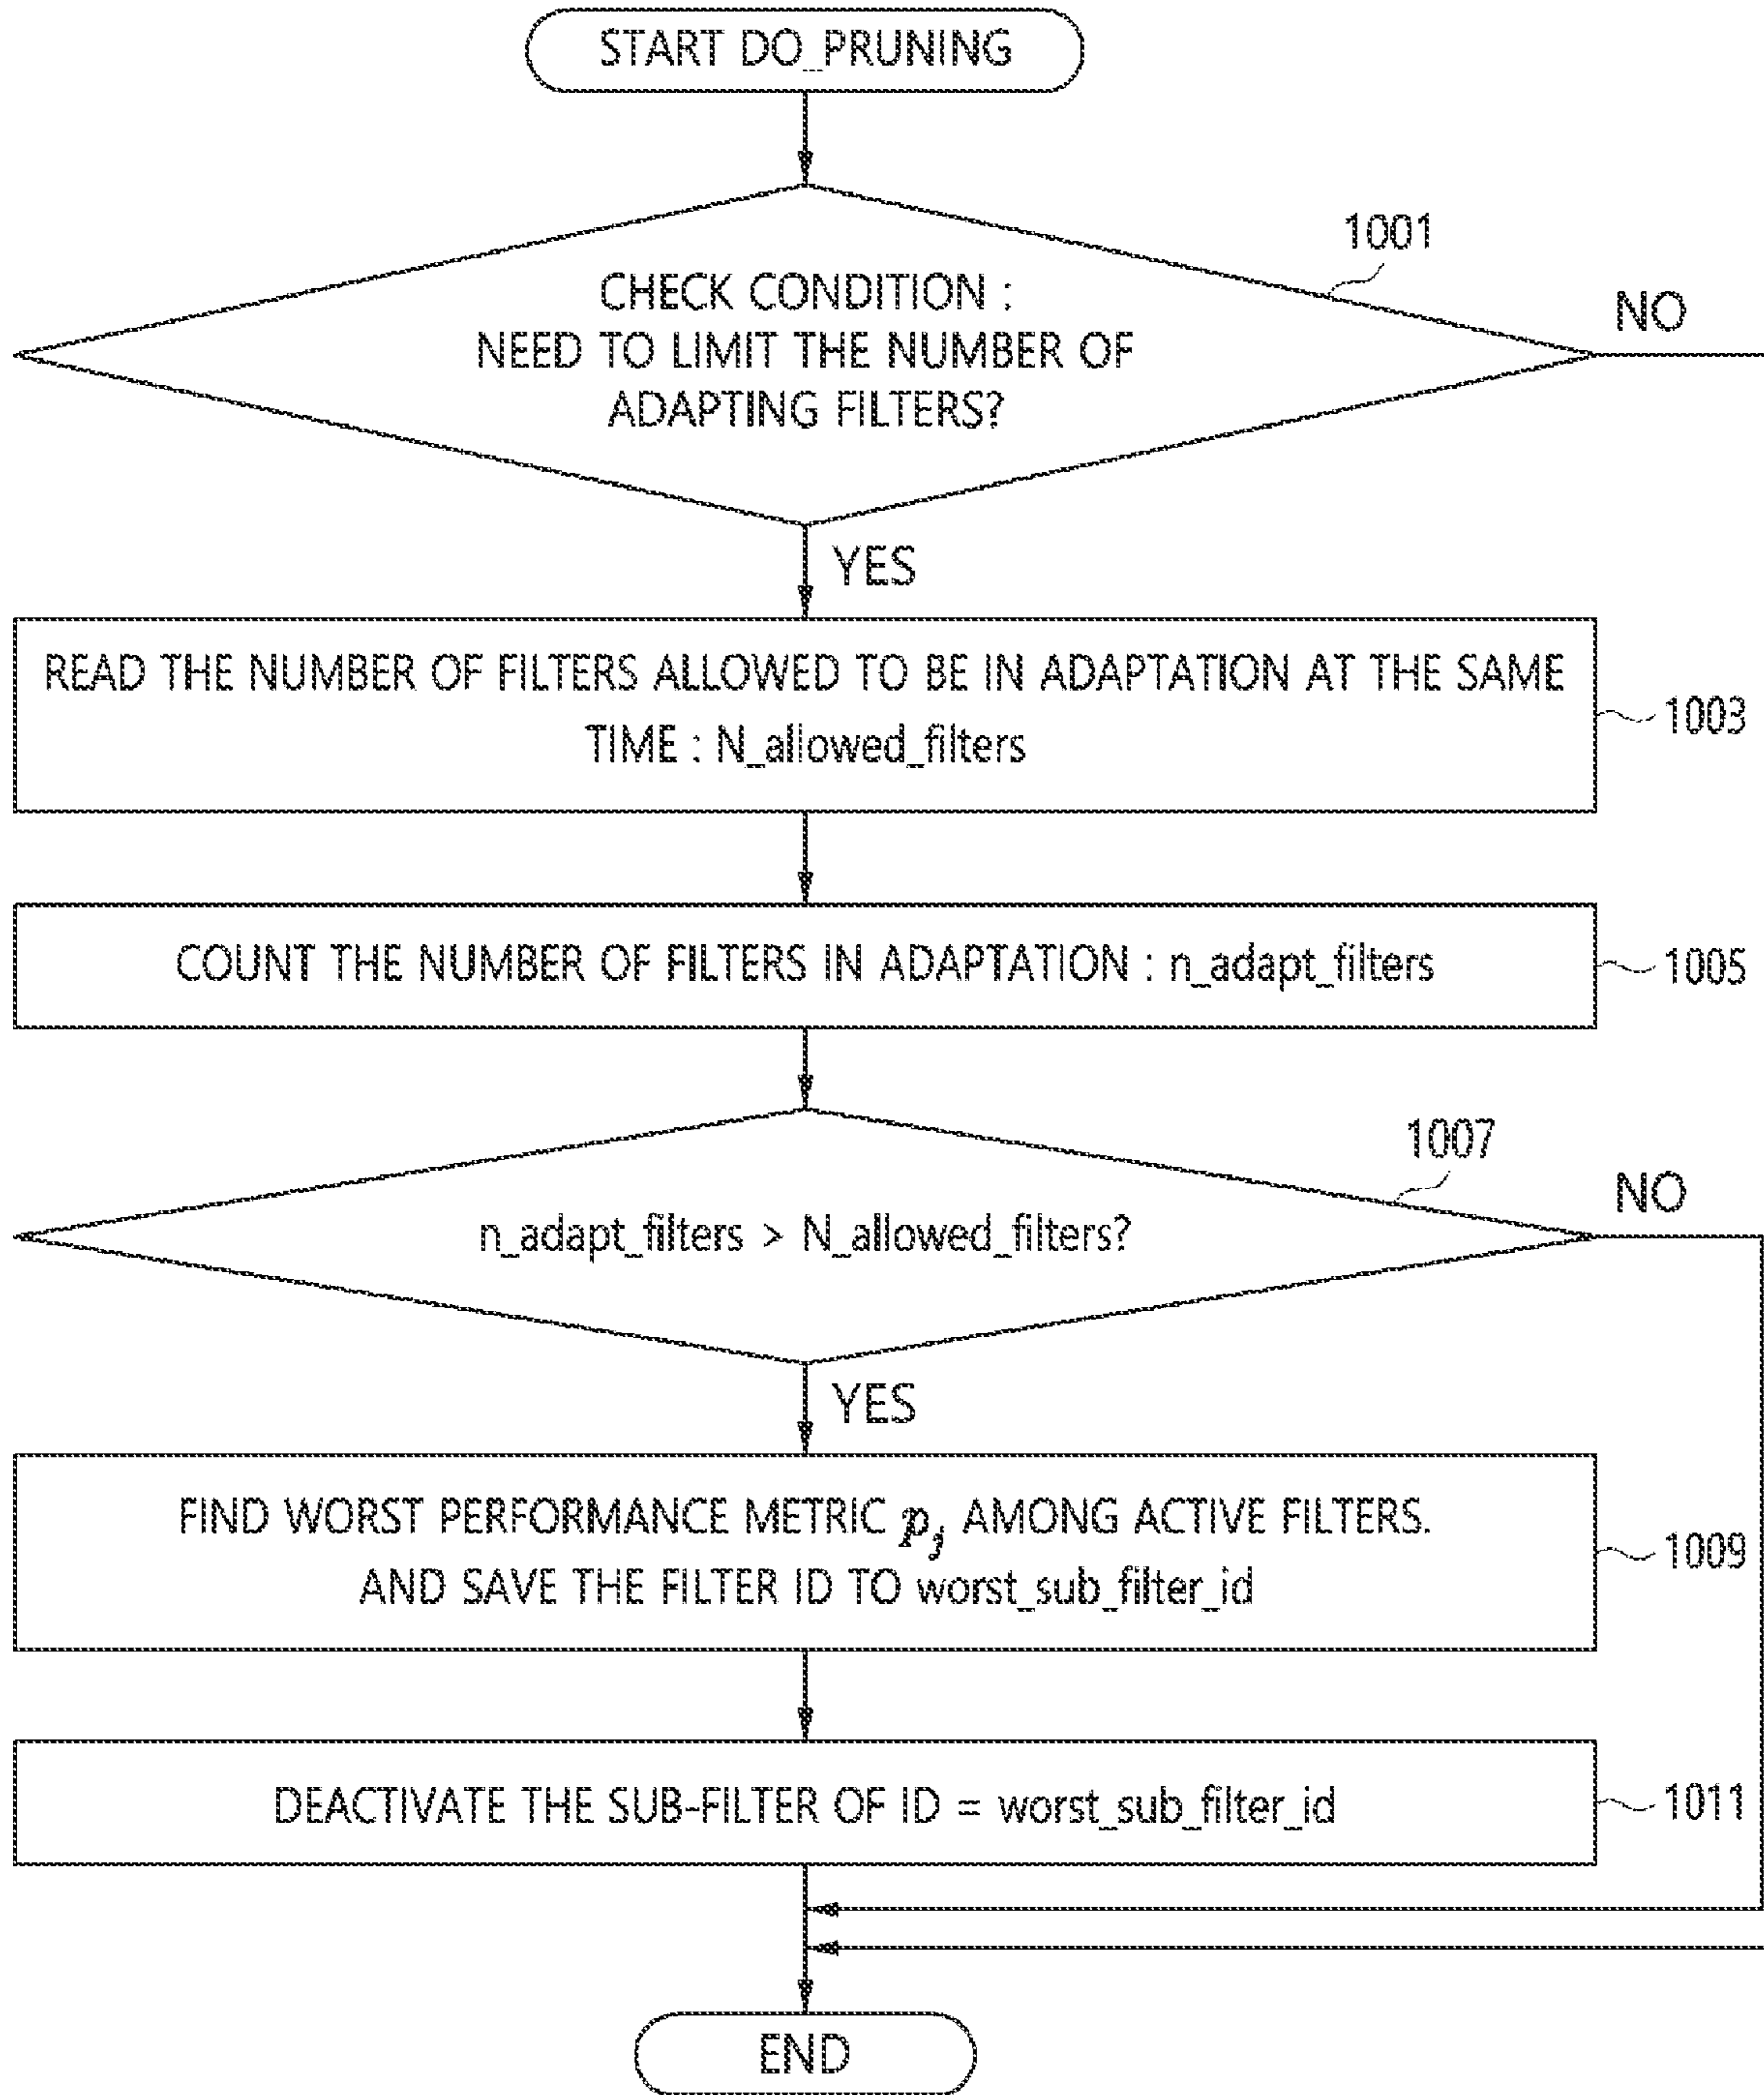 START DO_PRUNING
1001
CHECK CONDITION :
NEED TO LIMIT THE NUMBER OF
ADAPTING FILTERS?
NO
YES
READ THE NUMBER OF FILTERS ALLOWED TO BE IN ADAPTATION AT THE SAME
TIME : N_allowed_filters
1003
COUNT THE NUMBER OF FILTERS IN ADAPTATION : n_adapt_filters
1005
1007
n_adapt_filters > N_allowed_filters?
NO
YES
FIND WORST PERFORMANCE METRIC p_j AMONG ACTIVE FILTERS.
AND SAVE THE FILTER ID TO worst_sub_filter_id
1009
DEACTIVATE THE SUB-FILTER OF ID = worst_sub_filter_id
1011
END